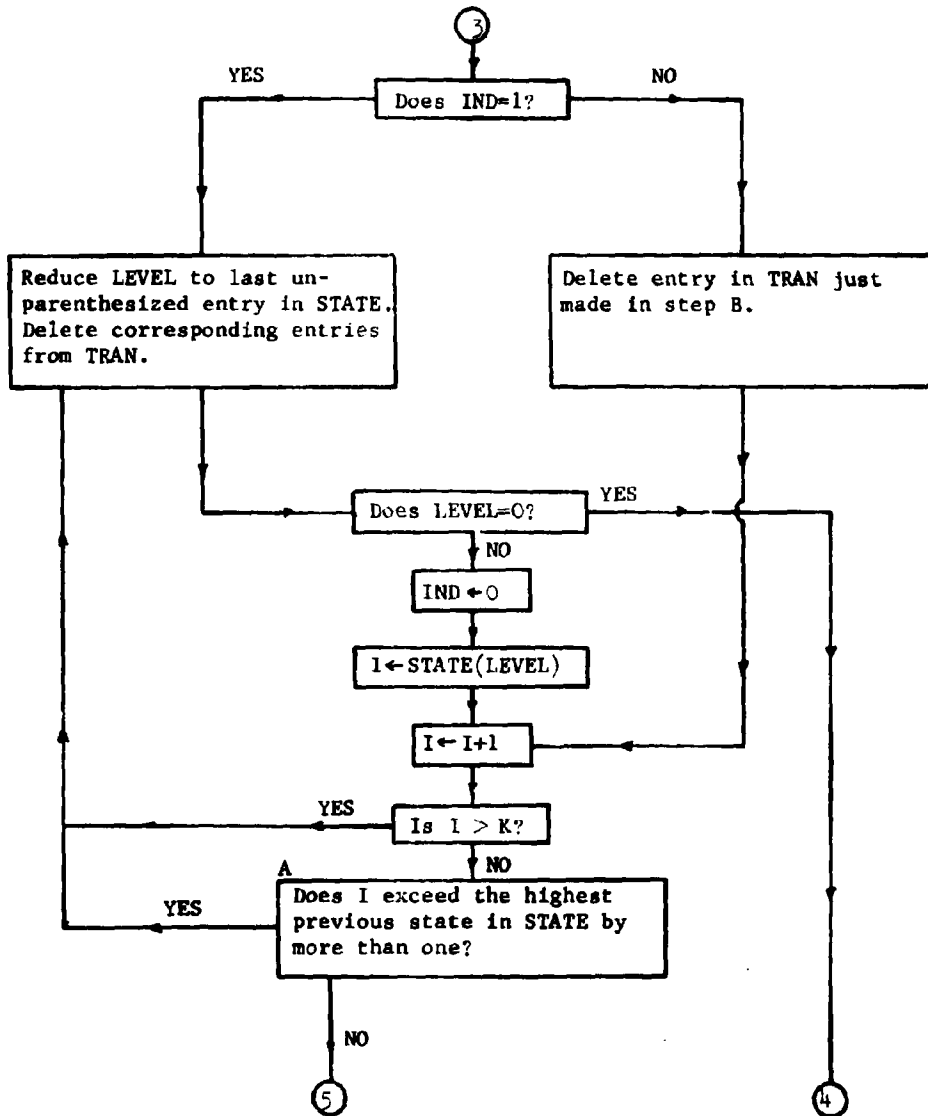 3
YES
NO
Does IND=1?
Reduce LEVEL to last un-
parenthesized entry in STATE.
Delete corresponding entries
from TRAN.
Delete entry in TRAN just
made in step B.
Does LEVEL=0?
YES
NO
IND←0
I←STATE(LEVEL)
I←I+1
YES
Is I > K?
NO
A
YES
Does I exceed the highest
previous state in STATE by
more than one?
NO
5
4